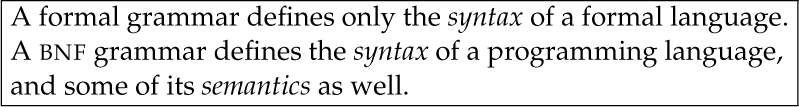 A formal grammar defines only the syntax of a formal language.
A BNF grammar defines the syntax of a programming language,
and some of its semantics as well.